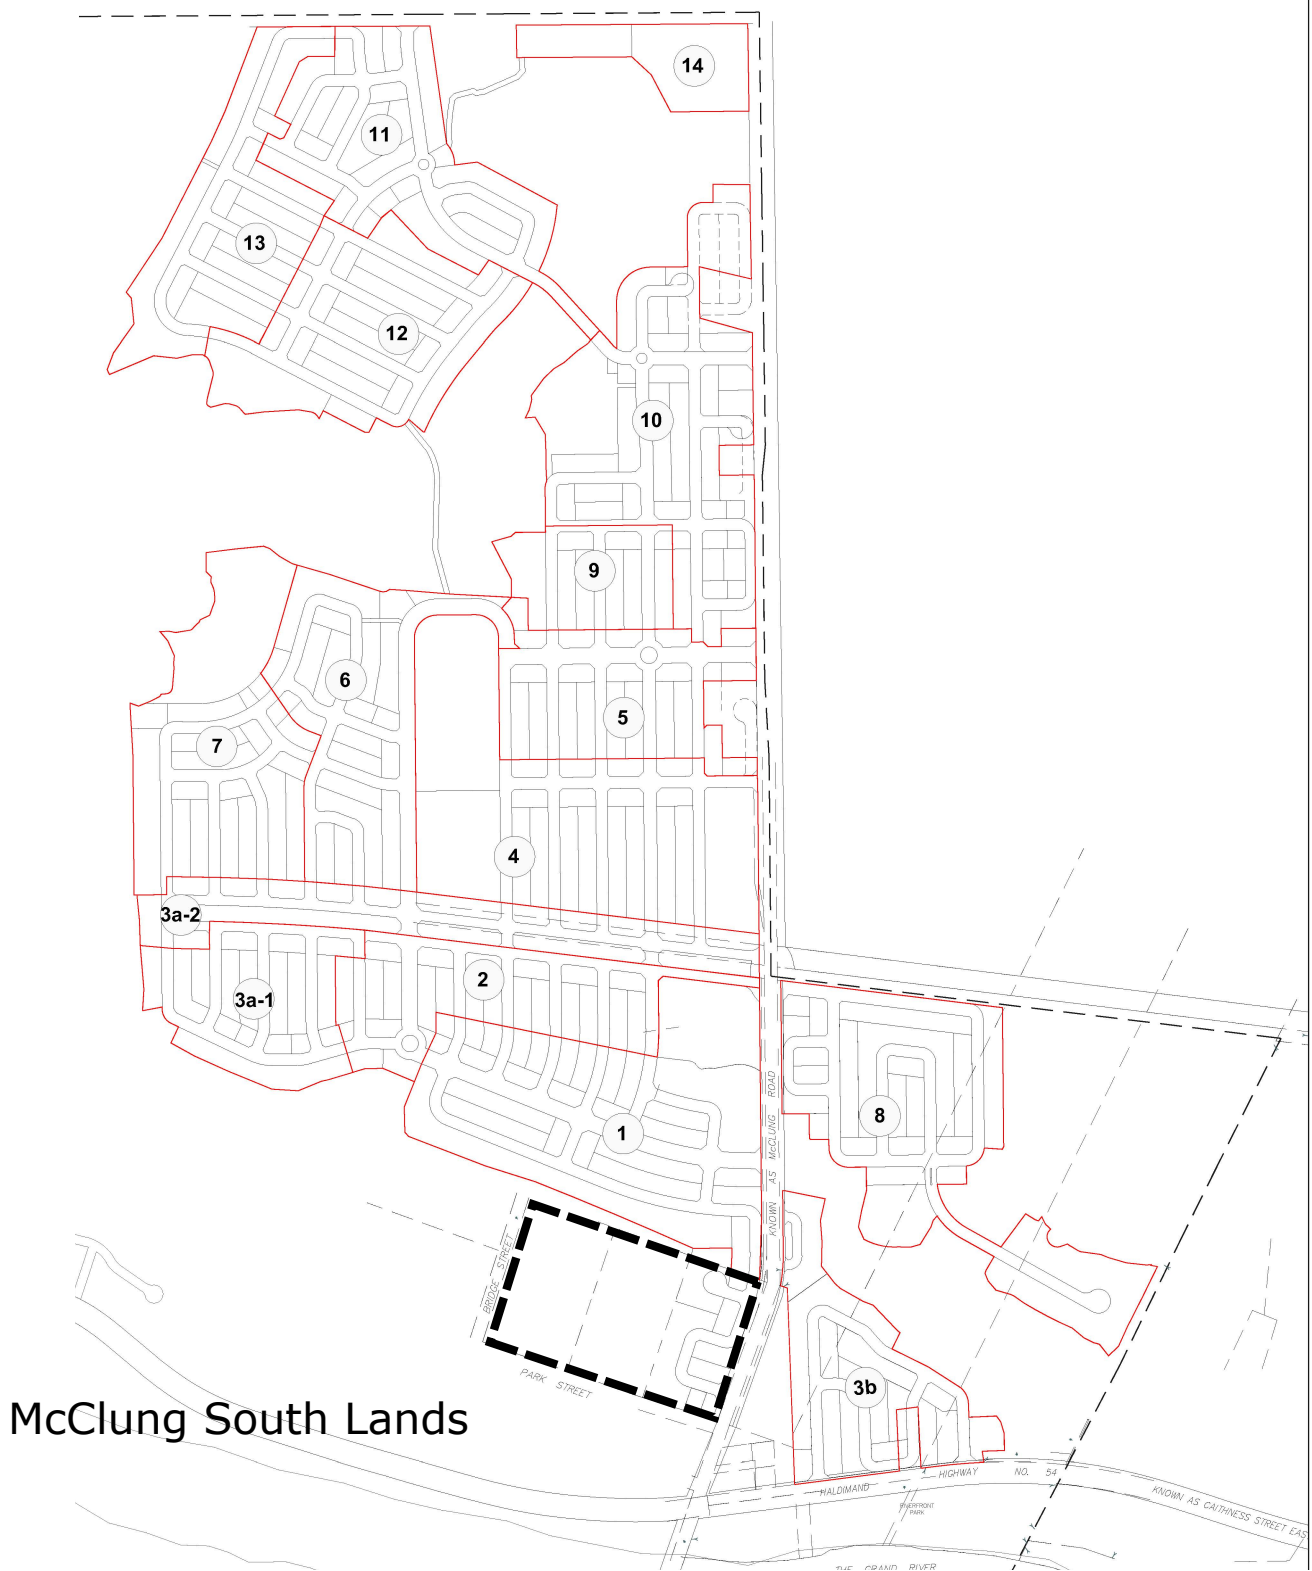 14
11
13
12
10
9
6
5
7
4
3a-2
2
3a-1
8
1
KNOWN AS McCLUNG ROAD
BRIDGE STREET
PARK STREET
3b
McClung South Lands
HALDIMAND HIGHWAY NO. 54
KNOWN AS CAITHNESS STREET EAS
RIVERFRONT
PARK
THE GRAND RIVER